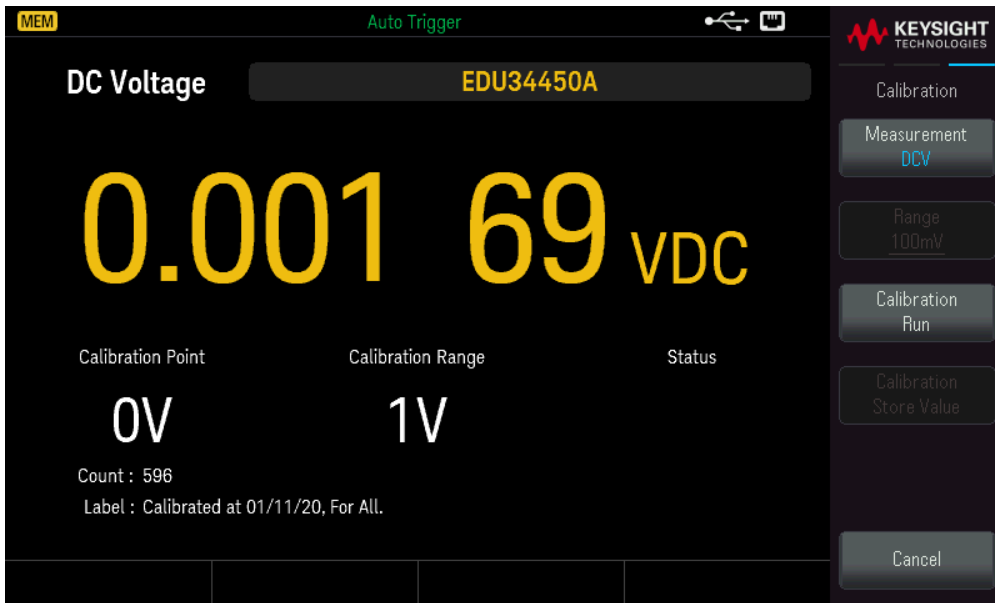 MEM
Auto Trigger
KEYSIGHT
TECHNOLOGIES
DC Voltage
EDU34450A
0.001 69 VDC
Calibration Point
Calibration Range
Status
0V
1V
Count : 596
Label : Calibrated at 01/11/20, For All.
Calibration
Measurement
DCV
Range
100mV
Calibration
Run
Calibration
Store Value
Cancel